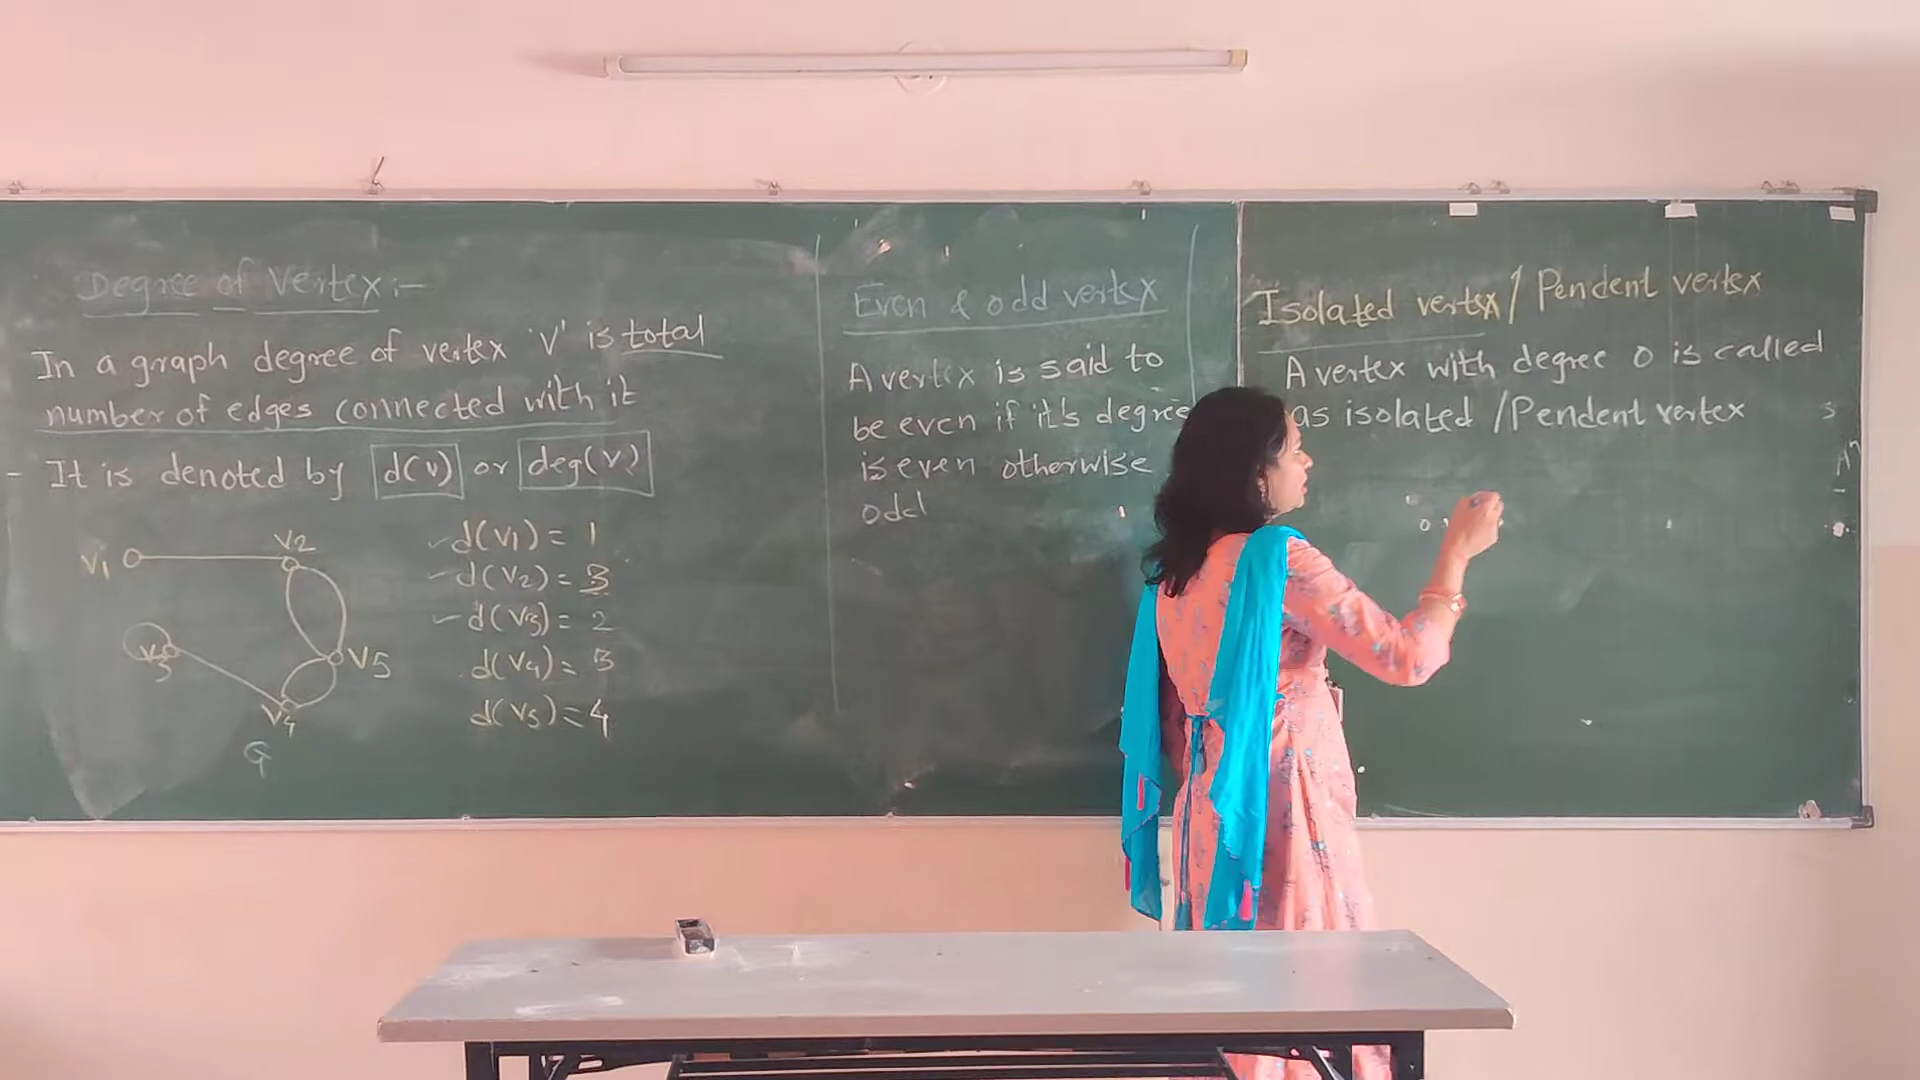 Degree of Vertex:-
In a graph degree of vertex 'V' is total
number of edges connected with it
- It is denoted by d(v) or deg(v)
V1
V2
V3
V4
V5
G
d(V1) = 1
d(V2) = 3
d(V3) = 2
d(V4) = 3
d(V5) = 4
Even & odd vertex
A vertex is said to
be even if it's degree
is even otherwise
odd
Isolated vertex / Pendent vertex
A vertex with degree 0 is called
as isolated / Pendent vertex